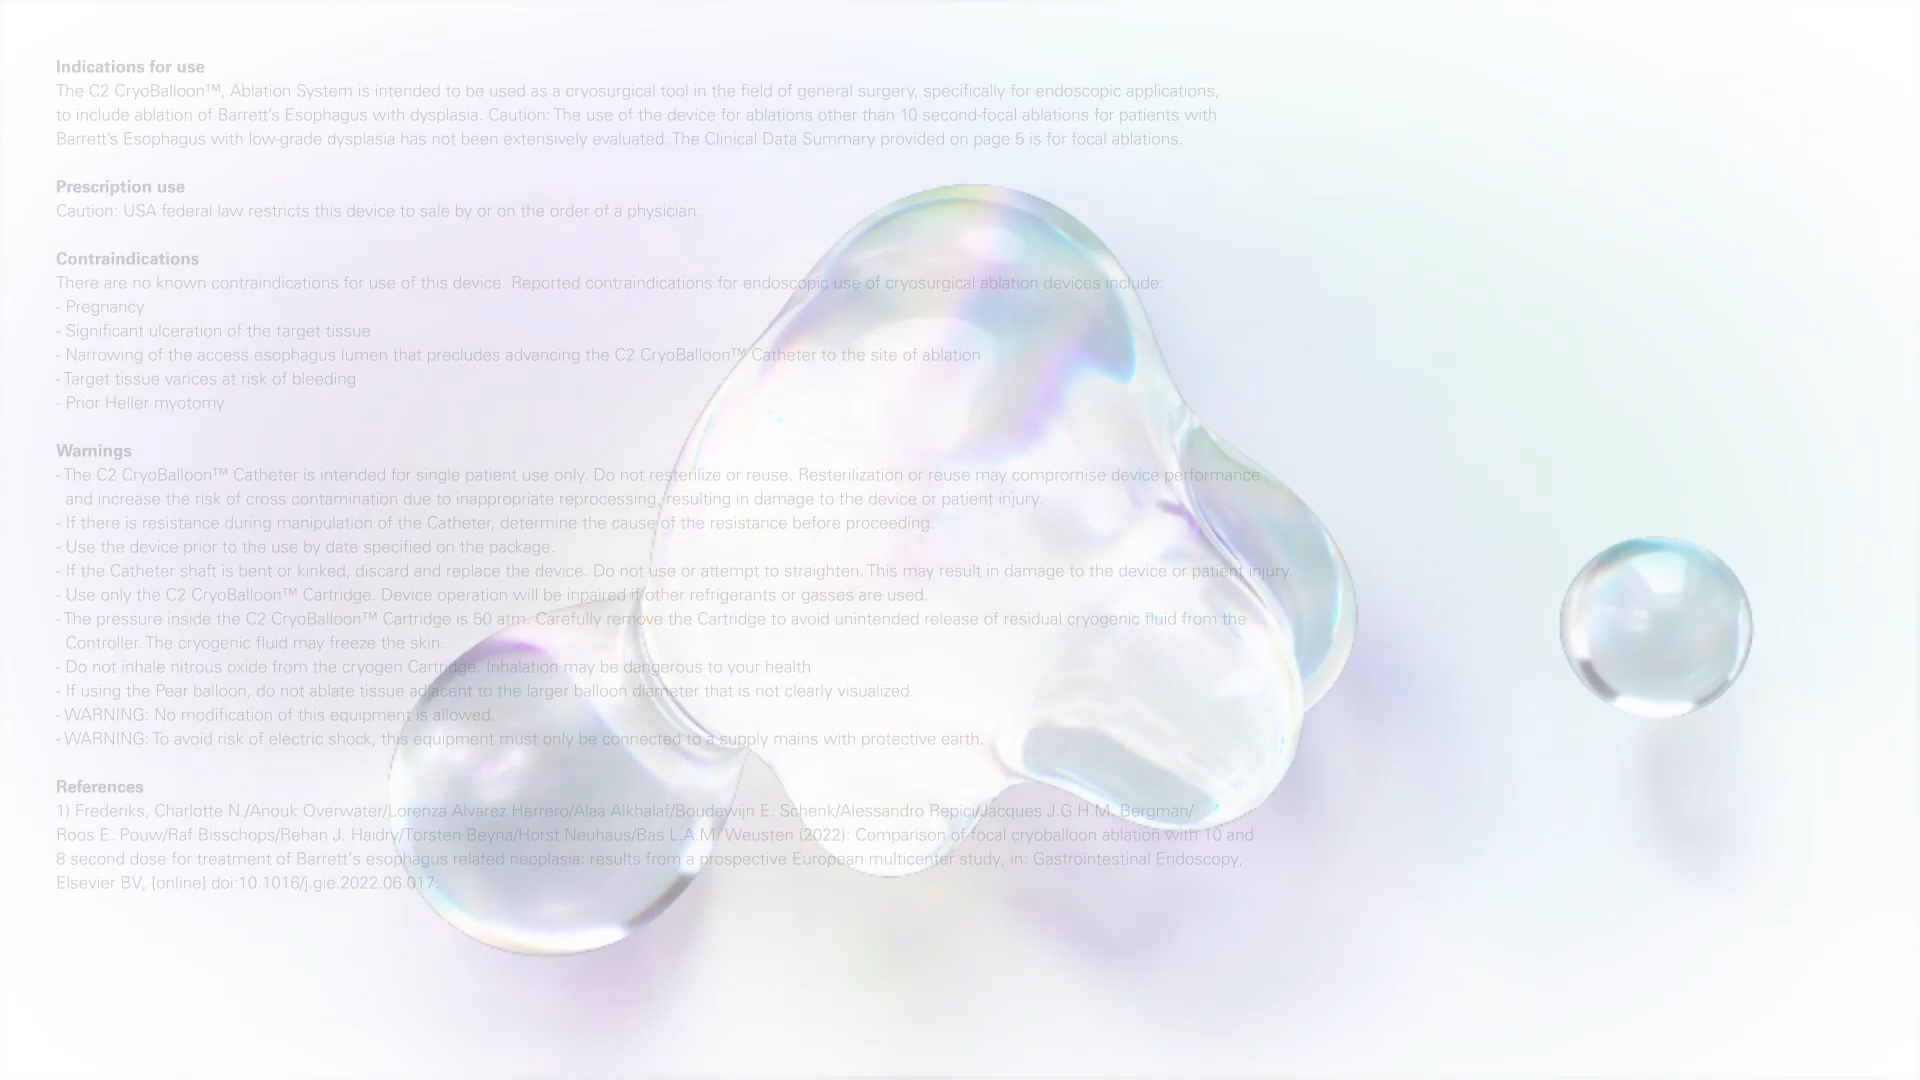 Indications for use
The C2 CryoBalloon™, Ablation System is intended to be used as a cryosurgical tool in the field of general surgery, specifically for endoscopic applications,
to include ablation of Barrett's Esophagus with dysplasia. Caution: The use of the device for ablations other than 10 second-focal ablations for patients with
Barrett's Esophagus with low-grade dysplasia has not been extensively evaluated. The Clinical Data Summary provided on page 5 is for focal ablations.
Prescription use
Caution: USA federal law restricts this device to sale by or on the order of a physician.
Contraindications
There are no known contraindications for use of this device. Reported contraindications for endoscopic use of cryosurgical ablation devices include:
- Pregnancy
- Significant ulceration of the target tissue
- Narrowing of the access esophagus lumen that precludes advancing the C2 CryoBalloon™ Catheter to the site of ablation
- Target tissue varices at risk of bleeding
- Prior Heller myotomy
Warnings
- The C2 CryoBalloon™ Catheter is intended for single patient use only. Do not resterilize or reuse. Resterilization or reuse may compromise device performance
and increase the risk of cross contamination due to inappropriate reprocessing, resulting in damage to the device or patient injury.
- If there is resistance during manipulation of the Catheter, determine the cause of the resistance before proceeding.
- Use the device prior to the use by date specified on the package.
- If the Catheter shaft is bent or kinked, discard and replace the device. Do not use or attempt to straighten. This may result in damage to the device or patient injury.
- Use only the C2 CryoBalloon™ Cartridge. Device operation will be inpaired if other refrigerants or gasses are used.
- The pressure inside the C2 CryoBalloon™ Cartridge is 50 atm. Carefully remove the Cartridge to avoid unintended release of residual cryogenic fluid from the
Controller. The cryogenic fluid may freeze the skin.
- Do not inhale nitrous oxide from the cryogen Cartridge. Inhalation may be dangerous to your health
- If using the Pear balloon, do not ablate tissue adjacent to the larger balloon diameter that is not clearly visualized.
- WARNING: No modification of this equipment is allowed.
- WARNING: To avoid risk of electric shock, this equipment must only be connected to a supply mains with protective earth.
References
1) Frederiks, Charlotte N./Anouk Overwater/Lorenza Alvarez Herrero/Alaa Alkhalaf/Boudewijn E. Schenk/Alessandro Repici/Jacques J.G.H.M. Bergman/
Roos E. Pouw/Raf Bisschops/Rehan J. Haidry/Torsten Beyna/Horst Neuhaus/Bas L.A.M. Weusten (2022): Comparison of focal cryoballoon ablation with 10 and
8 second dose for treatment of Barrett's esophagus related neoplasia: results from a prospective European multicenter study, in: Gastrointestinal Endoscopy,
Elsevier BV, [online] doi:10.1016/j.gie.2022.06.017.